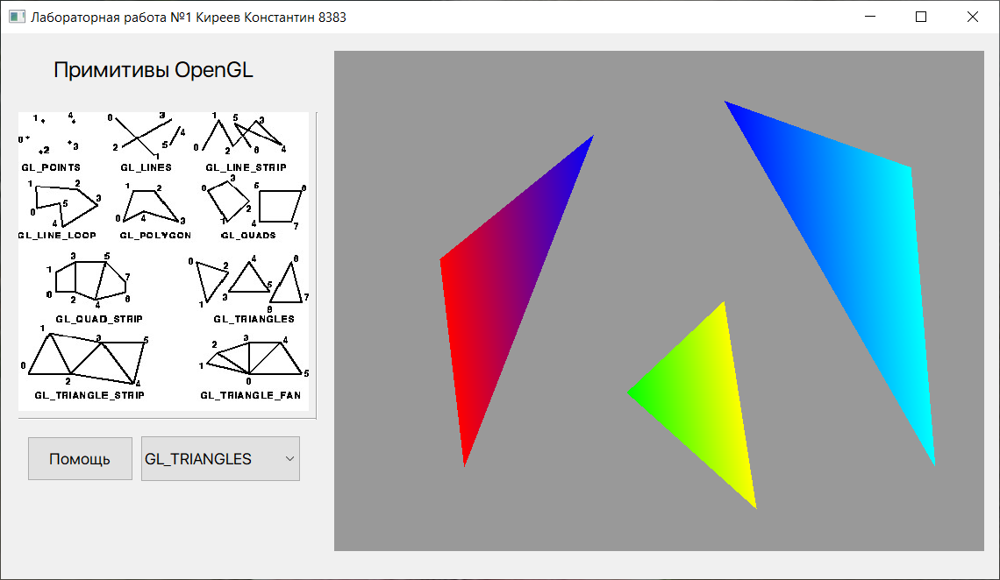 Лабораторная работа №1 Киреев Константин 8383
Примитивы OpenGL
1 4 0 3 1 5 3
0 2 3 2 5 4 1 0 2 6 4
GL_POINTS GL_LINES GL_LINE_STRIP
1 2 3 0 5 4 1 2 0 4 3 0 3 2 1 5 6 4 7
GL_LINE_LOOP GL_POLYGON GL_QUADS
3 5 1 7 0 2 4 6 0 2 1 4 3 5 6 8 7
GL_QUAD_STRIP GL_TRIANGLES
1 3 5 0 2 4 2 3 4 1 0 5
GL_TRIANGLE_STRIP GL_TRIANGLE_FAN
Помощь GL_TRIANGLES